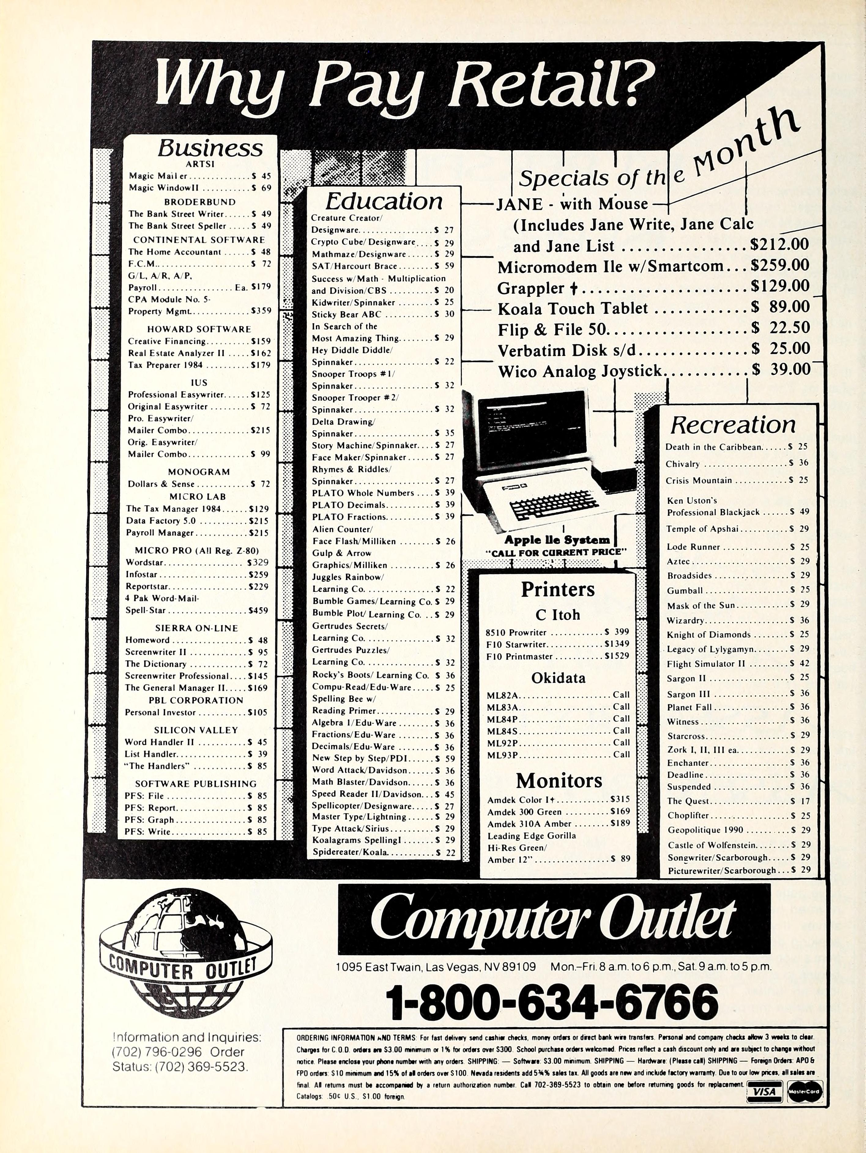 Why Pay Retail?
Business
ARTSI
Magic Mailer.............$ 45
Magic WindowII ...........$ 69
BRODERBUND
The Bank Street Writer......$ 49
The Bank Street Speller .....$ 49
CONTINENTAL SOFTWARE
The Home Accountant ......$ 48
F.C.M....................$ 72
G/L, A/R, A/P,
Payroll............... Ea. $179
CPA Module No. 5-
Property Mgmt.............$359
HOWARD SOFTWARE
Creative Financing..........$159
Real Estate Analyzer II .....$162
Tax Preparer 1984 ..........$179
IUS
Professional Easywriter......$125
Original Easywriter .........$ 72
Pro. Easywriter/
Mailer Combo..............$215
Orig. Easywriter/
Mailer Combo..............$ 99
MONOGRAM
Dollars & Sense ............$ 72
MICRO LAB
The Tax Manager 1984......$129
Data Factory 5.0 ...........$215
Payroll Manager............$215
MICRO PRO (All Reg. Z-80)
Wordstar.................. $329
Infostar...................$259
Reportstar.................$229
4 Pak Word-Mail-
Spell-Star..................$459
SIERRA ON-LINE
Homeword ................$ 48
Screenwriter II .............$ 95
The Dictionary .............$ 72
Screenwriter Professional....$145
The General Manager II.....$169
PBL CORPORATION
Personal Investor ...........$105
SILICON VALLEY
Word Handler II ............$ 45
List Handler................$ 39
"The Handlers" ............$ 85
SOFTWARE PUBLISHING
PFS: File ..................$ 85
PFS: Report................$ 85
PFS: Graph ................$ 85
PFS: Write.................$ 85
Education
Creature Creator/
Designware.................$ 27
Crypto Cube/Designware....$ 29
Mathmaze/Designware .....$ 29
SAT/Harcourt Brace........$ 59
Success w/Math - Multiplication
and Division/CBS ..........$ 20
Kidwriter/Spinnaker ........$ 25
Sticky Bear ABC ...........$ 30
In Search of the
Most Amazing Thing........$ 29
Hey Diddle Diddle/
Spinnaker..................$ 22
Snooper Troops #1/
Spinnaker..................$ 32
Snooper Trooper #2/
Spinnaker..................$ 32
Delta Drawing/
Spinnaker..................$ 35
Story Machine/Spinnaker....$ 27
Face Maker/Spinnaker ......$ 27
Rhymes & Riddles/
Spinnaker..................$ 27
PLATO Whole Numbers ....$ 39
PLATO Decimals...........$ 39
PLATO Fractions...........$ 39
Alien Counter/
Face Flash/Milliken .........$ 26
Gulp & Arrow
Graphics/Milliken ..........$ 26
Juggles Rainbow/
Learning Co. ...............$ 22
Bumble Games/Learning Co. $ 29
Bumble Plot/Learning Co. ..$ 29
Gertrudes Secrets/
Learning Co. ...............$ 32
Gertrudes Puzzles/
Learning Co. ...............$ 32
Rocky's Boots/Learning Co. $ 36
Compu-Read/Edu-Ware.....$ 25
Spelling Bee w/
Reading Primer.............$ 29
Algebra I/Edu-Ware ........$ 36
Fractions/Edu-Ware ........$ 36
Decimals/Edu-Ware ........$ 36
New Step by Step/PDI......$ 59
Word Attack/Davidson......$ 36
Math Blaster/Davidson......$ 36
Speed Reader II/Davidson...$ 45
Spellicopter/Designware.....$ 27
Master Type/Lightning ......$ 29
Type Attack/Sirius ..........$ 29
Koalagrams SpellingI .......$ 29
Spidereater/Koala...........$ 22
Specials of the Month
JANE - with Mouse
(Includes Jane Write, Jane Calc
and Jane List ..................$212.00
Micromodem IIe w/Smartcom...$259.00
Grappler † .......................$129.00
Koala Touch Tablet ..............$ 89.00
Flip & File 50.....................$ 22.50
Verbatim Disk s/d................$ 25.00
Wico Analog Joystick.............$ 39.00
Apple IIe System
"CALL FOR CURRENT PRICE"
Printers
C Itoh
8510 Prowriter ...........$ 399
F10 Starwriter............$1349
F10 Printmaster ..........$1529
Okidata
ML82A...................Call
ML83A...................Call
ML84P...................Call
ML84S...................Call
ML92P...................Call
ML93P...................Call
Monitors
Amdek Color I+...........$315
Amdek 300 Green .........$169
Amdek 310A Amber .......$189
Leading Edge Gorilla
Hi-Res Green/
Amber 12" ...............$ 89
Recreation
Death in the Caribbean......$ 25
Chivalry ..................$ 36
Crisis Mountain ............$ 25
Ken Uston's
Professional Blackjack ......$ 49
Temple of Apshai...........$ 29
Lode Runner ...............$ 25
Aztec .....................$ 29
Broadsides ................$ 29
Gumball ..................$ 25
Mask of the Sun............$ 29
Wizardry..................$ 36
Knight of Diamonds ........$ 25
Legacy of Lylygamyn........$ 29
Flight Simulator II ..........$ 42
Sargon II ..................$ 25
Sargon III .................$ 36
Planet Fall .................$ 36
Witness ...................$ 36
Starcross..................$ 29
Zork I, II, III ea.............$ 29
Enchanter .................$ 36
Deadline ..................$ 36
Suspended ................$ 36
The Quest .................$ 17
Choplifter .................$ 25
Geopolitique 1990 ..........$ 29
Castle of Wolfenstein........$ 29
Songwriter/Scarborough.....$ 29
Picturewriter/Scarborough...$ 29
COMPUTER OUTLET
Information and Inquiries:
(702) 796-0296 Order
Status: (702) 369-5523.
Computer Outlet
1095 East Twain, Las Vegas, NV 89109 Mon.–Fri. 8 a.m. to 6 p.m., Sat. 9 a.m. to 5 p.m.
1-800-634-6766
ORDERING INFORMATION AND TERMS: For fast delivery send cashier checks, money orders or direct bank wire transfers. Personal and company checks allow 3 weeks to clear.
Charges for C.O.D. orders are $3.00 minimum or 1% for orders over $300. School purchase orders welcomed. Prices reflect a cash discount only and are subject to change without
notice. Please enclose your phone number with any orders. SHIPPING: — Software: $3.00 minimum. SHIPPING — Hardware: (Please call) SHIPPING — Foreign Orders: APO &
FPO orders: $10 minimum and 15% of all orders over $100. Nevada residents add 5¾% sales tax. All goods are new and include factory warranty. Due to our low prices, all sales are
final. All returns must be accompanied by a return authorization number. Call 702-369-5523 to obtain one before returning goods for replacement.
Catalogs: .50¢ U.S., $1.00 foreign.
VISA
MasterCard